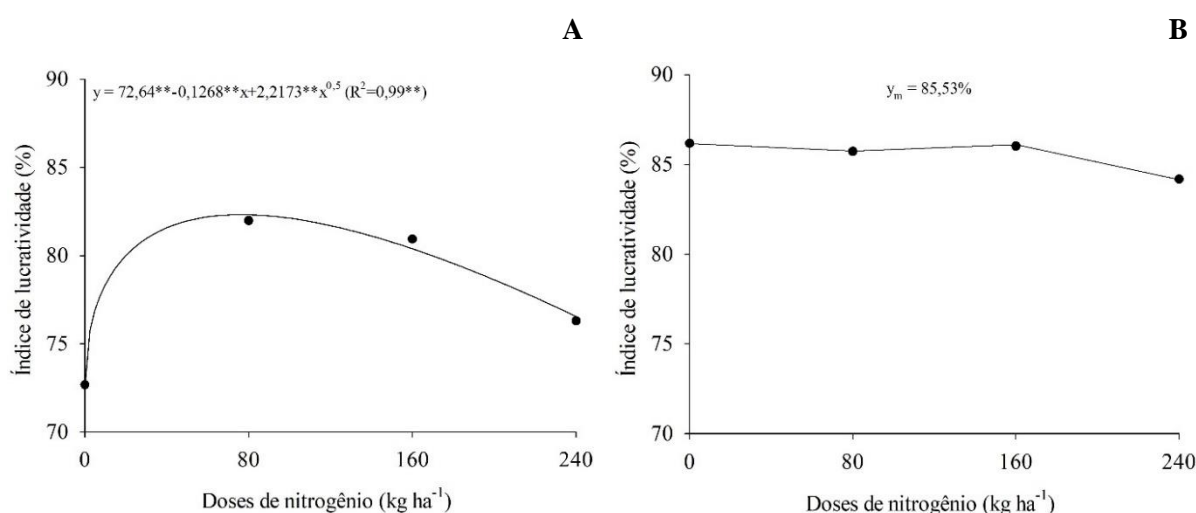 A
y = 72,64**-0,1268**x+2,2173**x^0,5 (R²=0,99**)
Índice de lucratividade (%)
90
85
80
75
70
0 80 160 240
Doses de nitrogênio (kg ha⁻¹)
B
yₘ = 85,53%
Índice de lucratividade (%)
90
85
80
75
70
0 80 160 240
Doses de nitrogênio (kg ha⁻¹)